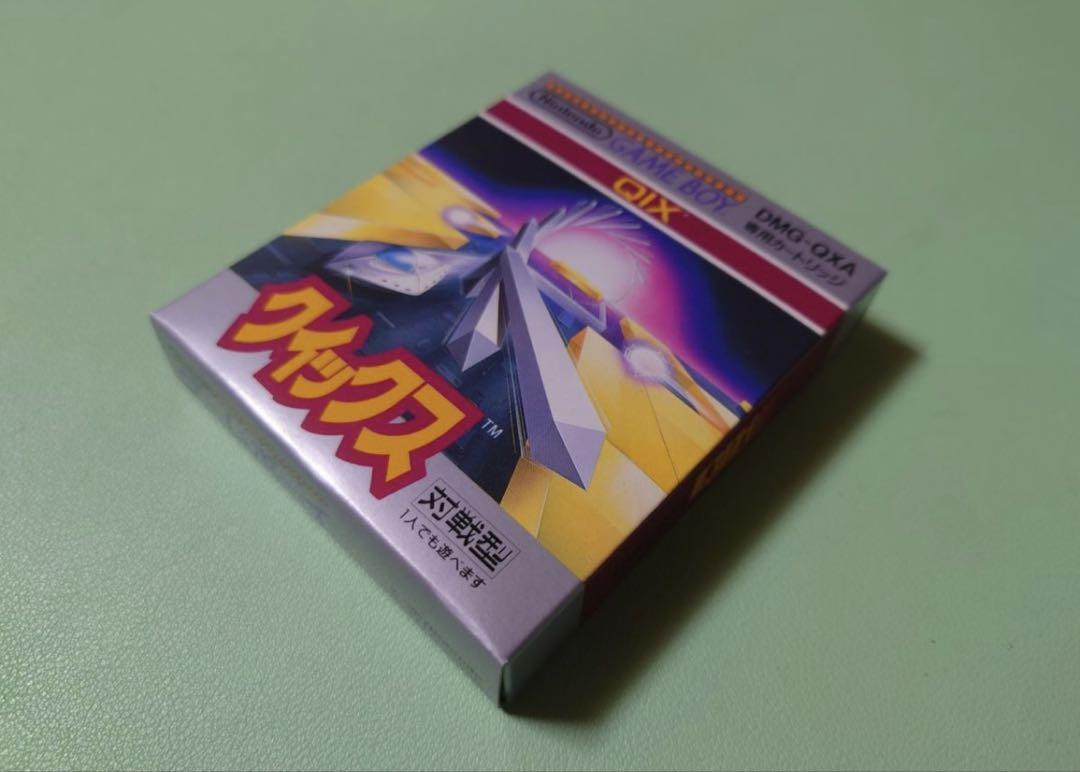 Nintendo GAME BOY
DMG-QXA
専用カートリッジ
QIX
クイックス
TM
対戦型
1人でも遊べます